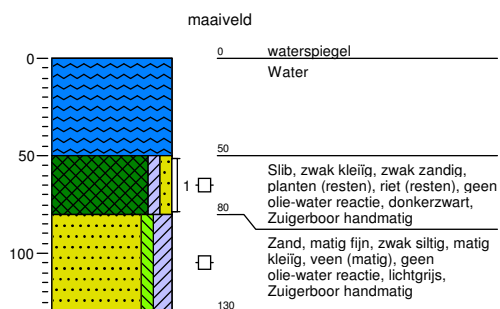 maaiveld
0
0
waterspiegel
Water
50
50
Slib, zwak kleiïg, zwak zandig,
planten (resten), riet (resten), geen
olie-water reactie, donkerzwart,
Zuigerboor handmatig
1
80
Zand, matig fijn, zwak siltig, matig
kleiïg, veen (matig), geen
olie-water reactie, lichtgrijs,
Zuigerboor handmatig
100
130